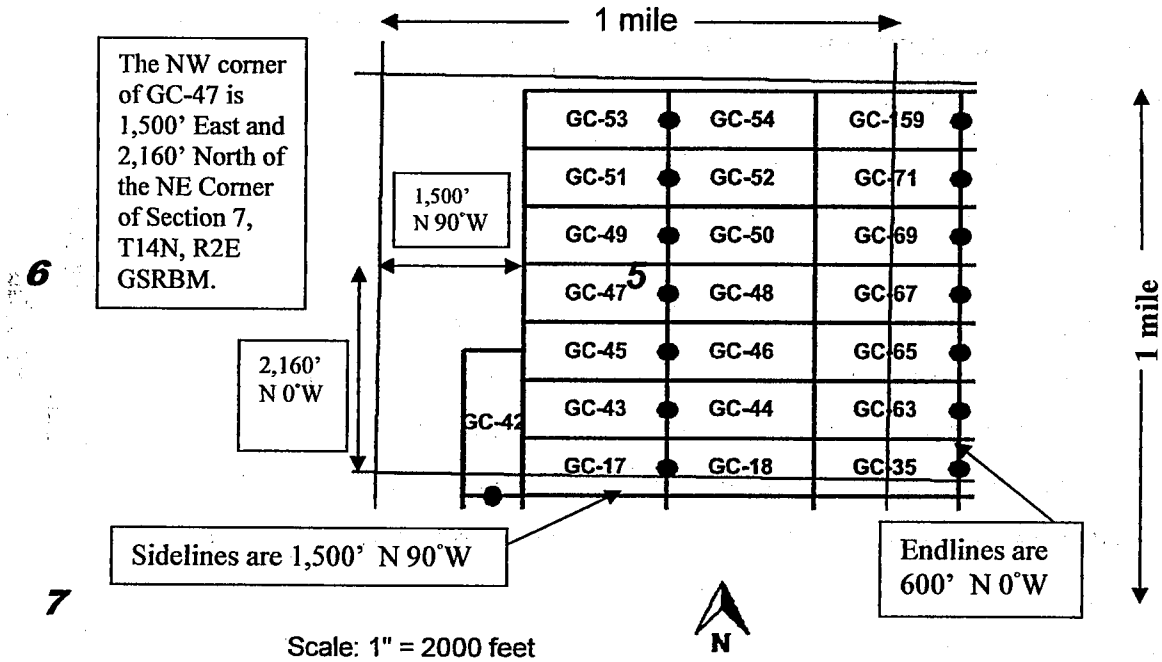 1 mile
The NW corner
of GC-47 is
1,500' East and
2,160' North of
the NE Corner
of Section 7,
T14N, R2E
GSRBM.
GC-53 GC-54 GC-159
GC-51 GC-52 GC-71
1,500'
N 90°W
GC-49 GC-50 GC-69
6
5
GC-47 GC-48 GC-67
1 mile
2,160'
N 0°W
GC-45 GC-46 GC-65
GC-42
GC-43 GC-44 GC-63
GC-17 GC-18 GC-35
Sidelines are 1,500' N 90°W
Endlines are
600' N 0°W
7
N
Scale: 1" = 2000 feet